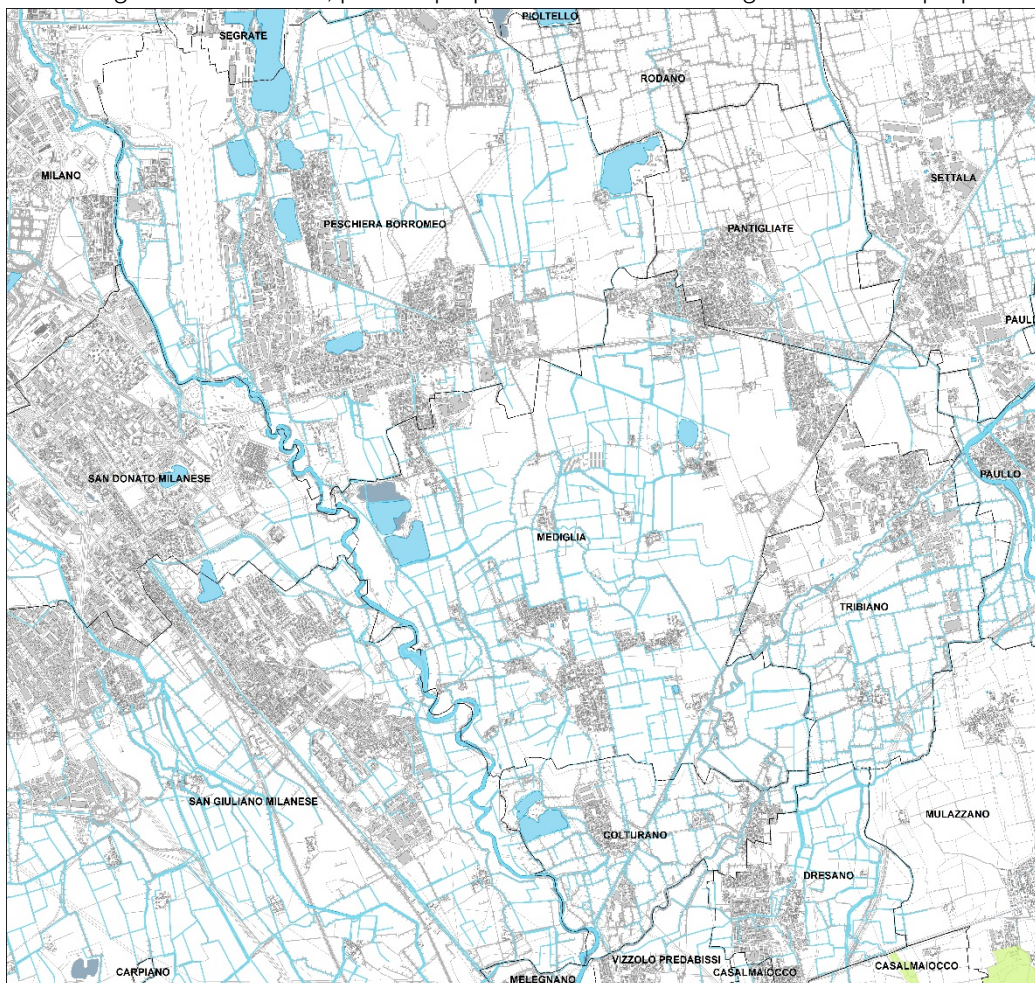 PIOLTELLO
SEGRATE
RODANO
MILANO
SETTALA
PESCHIERA BORROMEO
PANTIGLIATE
PAULL
SAN DONATO MILANESE
PAULLO
MEDIGLIA
TRIBIANO
SAN GIULIANO MILANESE
MULAZZANO
COLTURANO
DRESANO
VIZZOLO PREDABISSI
CARPIANO
MELEGNANO
CASALMAIOCCO
CASALMAIOCCO